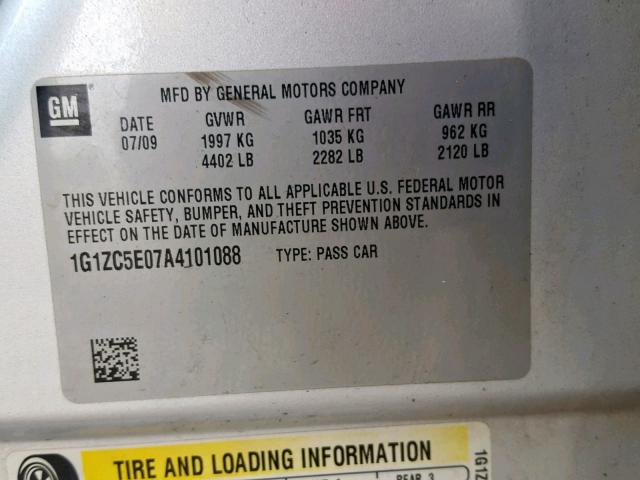 GM
MFD BY GENERAL MOTORS COMPANY
DATE GVWR GAWR FRT GAWR RR
07/09 1997 KG 1035 KG 962 KG
4402 LB 2282 LB 2120 LB
THIS VEHICLE CONFORMS TO ALL APPLICABLE U.S. FEDERAL MOTOR
VEHICLE SAFETY, BUMPER, AND THEFT PREVENTION STANDARDS IN
EFFECT ON THE DATE OF MANUFACTURE SHOWN ABOVE.
1G1ZC5E07A4101088 TYPE: PASS CAR
TIRE AND LOADING INFORMATION
REAR 3
1G1Z